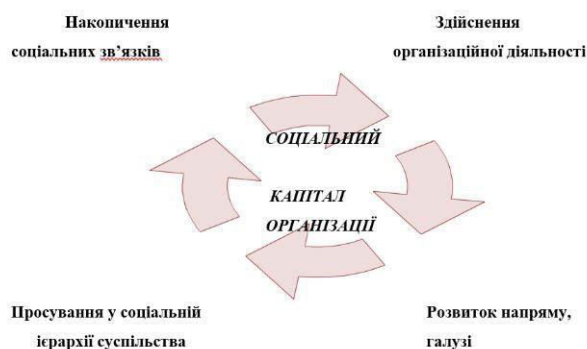 Накопичення
соціальних зв’язків
Здійснення
організаційної діяльності
СОЦІАЛЬНИЙ
КАПІТАЛ
ОРГАНІЗАЦІЇ
Просування у соціальній
ієрархії суспільства
Розвиток напряму,
галузі